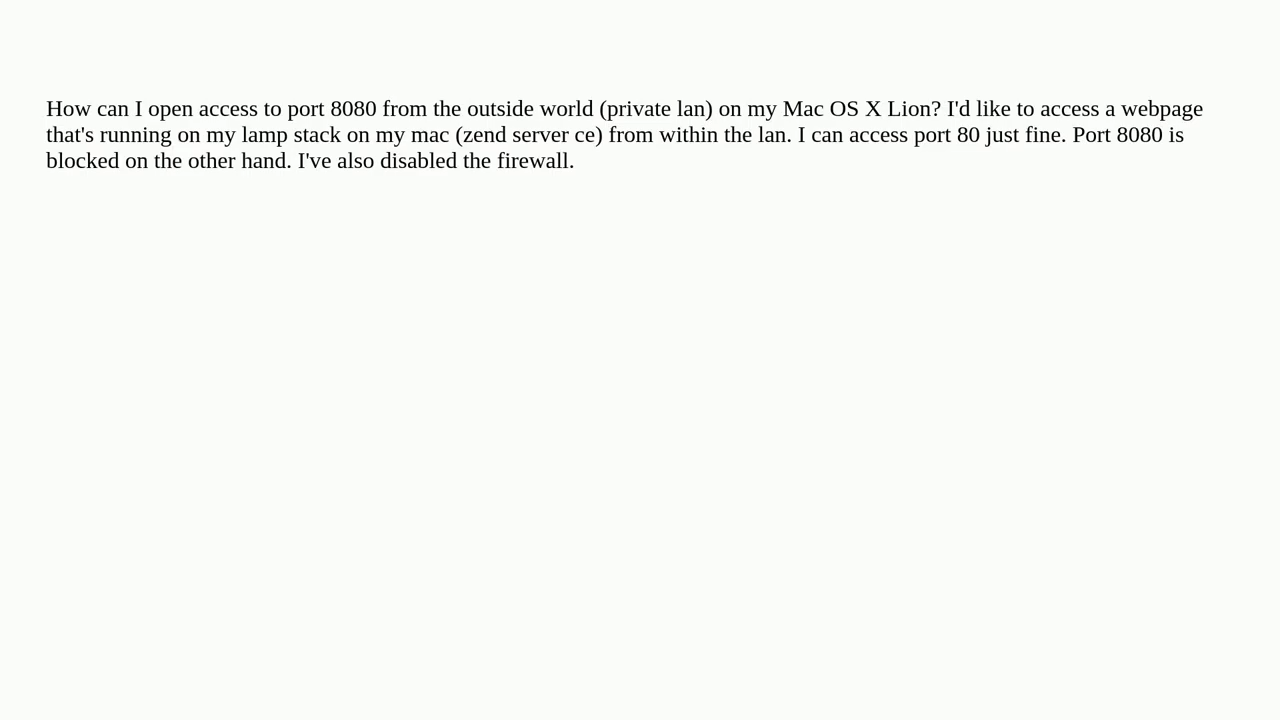 How can I open access to port 8080 from the outside world (private lan) on my Mac OS X Lion? I'd like to access a webpage
that's running on my lamp stack on my mac (zend server ce) from within the lan. I can access port 80 just fine. Port 8080 is
blocked on the other hand. I've also disabled the firewall.